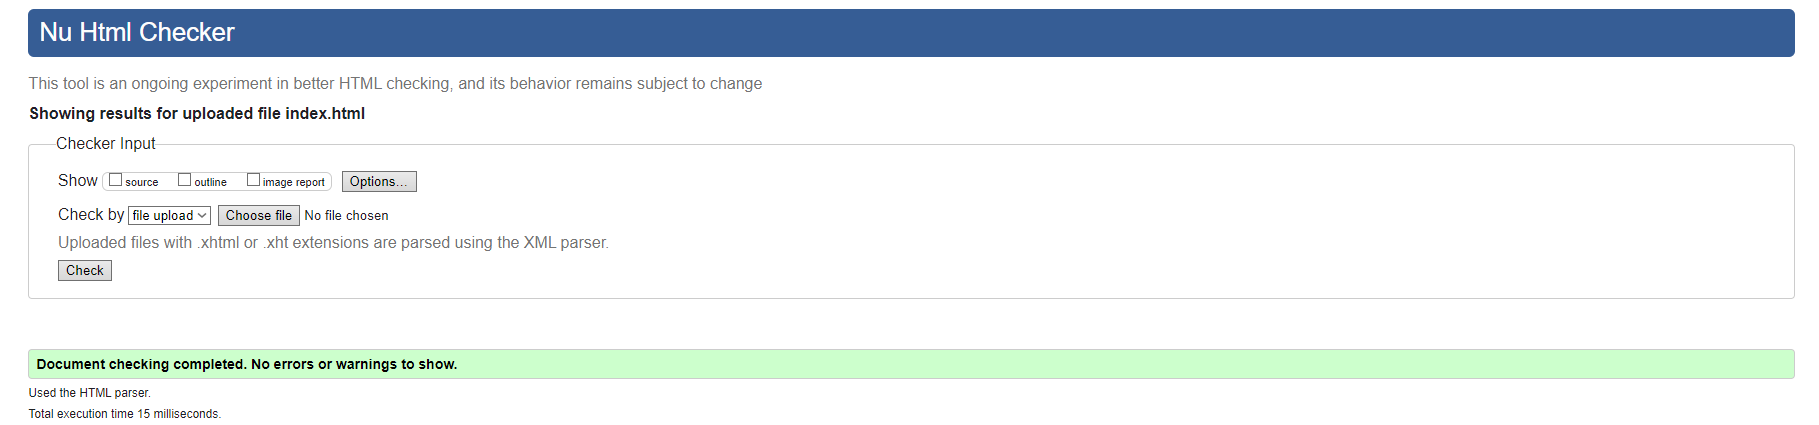 Nu Html Checker
This tool is an ongoing experiment in better HTML checking, and its behavior remains subject to change
Showing results for uploaded file index.html
Checker Input
Show source outline image report Options...
Check by file upload Choose file No file chosen
Uploaded files with .xhtml or .xht extensions are parsed using the XML parser.
Check
Document checking completed. No errors or warnings to show.
Used the HTML parser.
Total execution time 15 milliseconds.